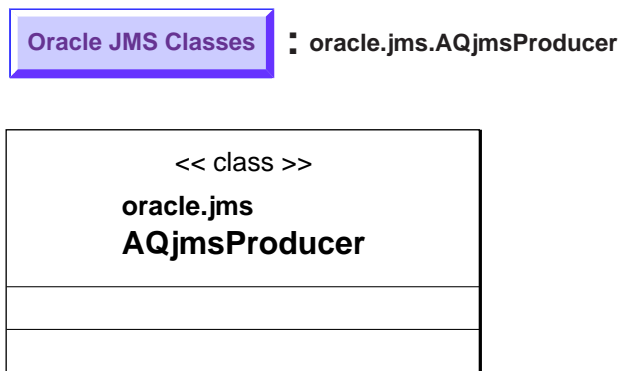 Oracle JMS Classes : oracle.jms.AQjmsProducer
<< class >>
oracle.jms
AQjmsProducer